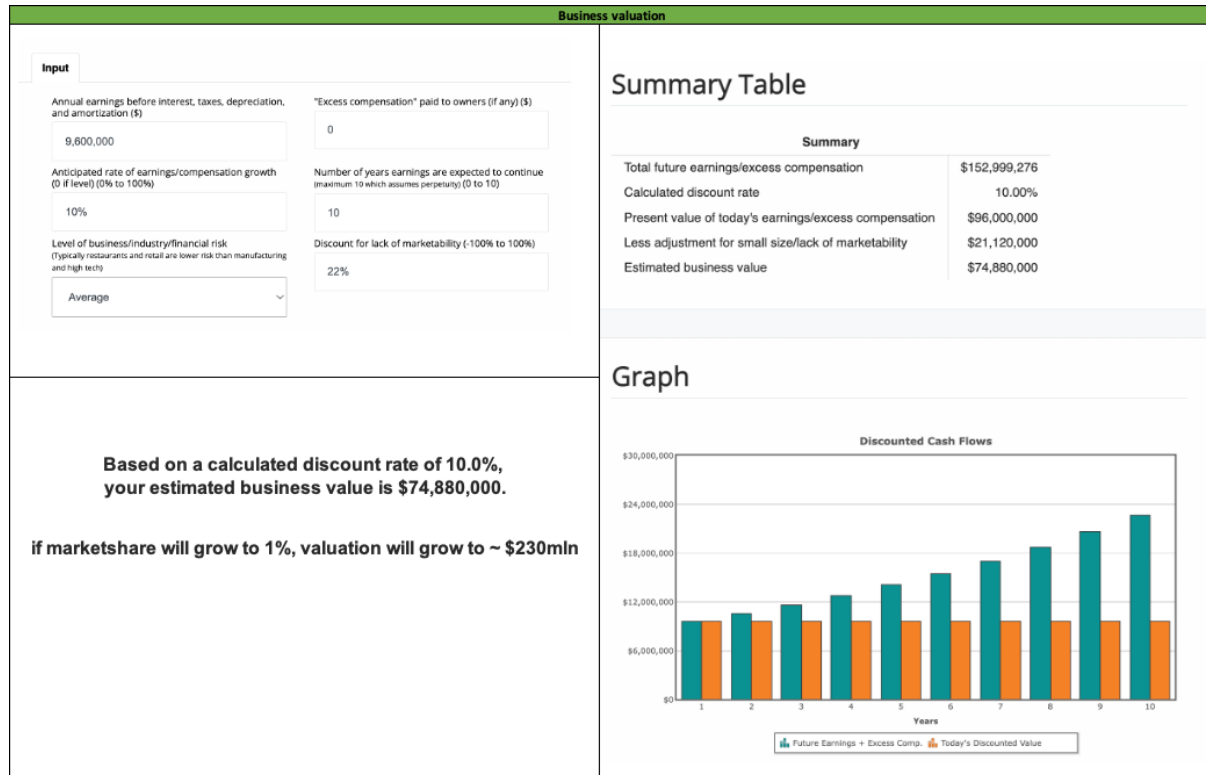 Business valuation
Input
Annual earnings before interest, taxes, depreciation,
and amortization ($)
9,600,000
"Excess compensation" paid to owners (if any) ($)
0
Anticipated rate of earnings/compensation growth
(0 if level) (0% to 100%)
10%
Number of years earnings are expected to continue
(maximum 10 which assumes perpetuity) (0 to 10)
10
Level of business/industry/financial risk
(Typically restaurants and retail are lower risk than manufacturing
and high tech)
Average
Discount for lack of marketability (-100% to 100%)
22%
Based on a calculated discount rate of 10.0%,
your estimated business value is $74,880,000.
if marketshare will grow to 1%, valuation will grow to ~ $230mln
Summary Table
Summary
Total future earnings/excess compensation $152,999,276
Calculated discount rate 10.00%
Present value of today's earnings/excess compensation $96,000,000
Less adjustment for small size/lack of marketability $21,120,000
Estimated business value $74,880,000
Graph
Discounted Cash Flows
$30,000,000
$24,000,000
$18,000,000
$12,000,000
$6,000,000
$0
1 2 3 4 5 6 7 8 9 10
Years
Future Earnings + Excess Comp. Today's Discounted Value